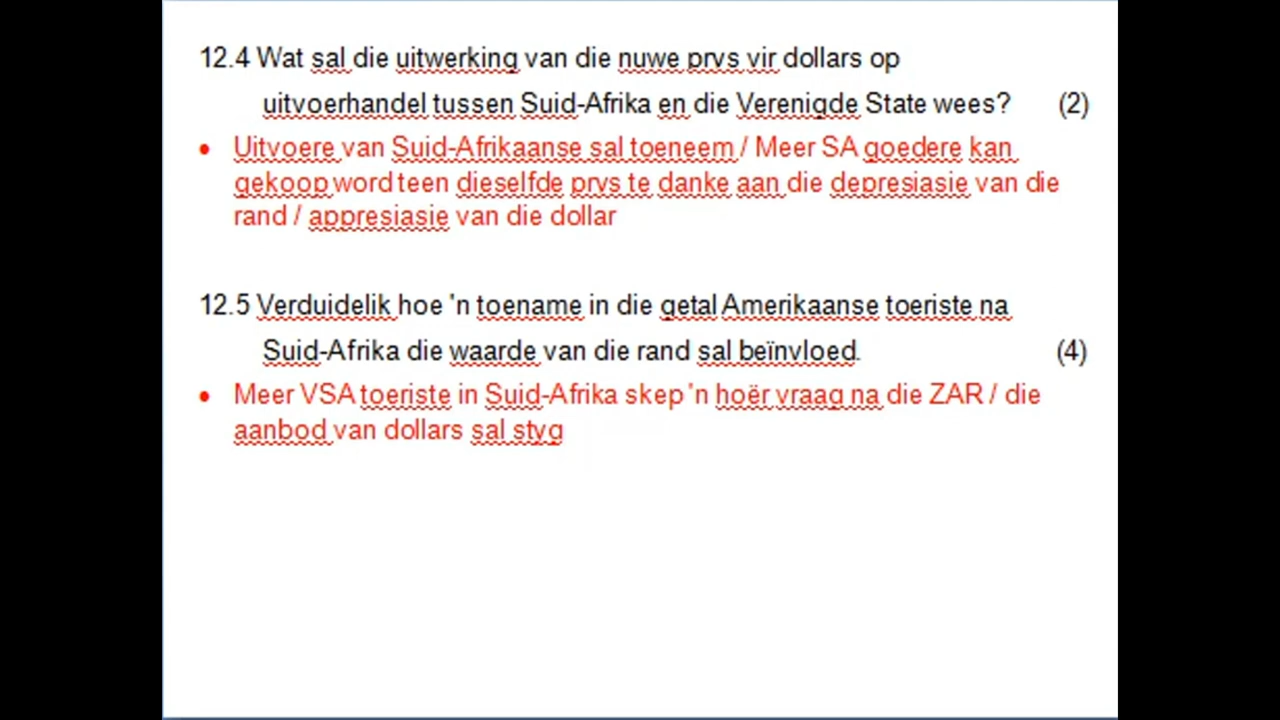 12.4 Wat sal die uitwerking van die nuwe prys vir dollars op
uitvoerhandel tussen Suid-Afrika en die Verenigde State wees? (2)
• Uitvoere van Suid-Afrikaanse sal toeneem / Meer SA goedere kan
gekoop word teen dieselfde prys te danke aan die depresiasie van die
rand / appresiasie van die dollar
12.5 Verduidelik hoe 'n toename in die getal Amerikaanse toeriste na
Suid-Afrika die waarde van die rand sal beïnvloed. (4)
• Meer VSA toeriste in Suid-Afrika skep 'n hoër vraag na die ZAR / die
aanbod van dollars sal styg